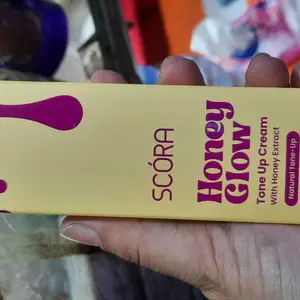 SCÓRA
Honey
Glow
Tone Up Cream
With Honey Extract
Natural Tone-Up